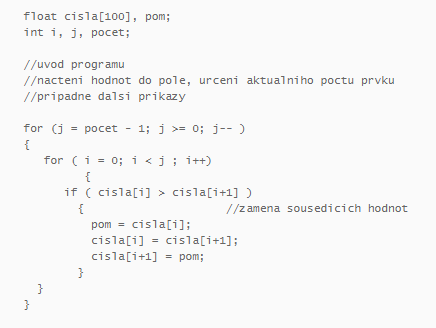 float cisla[100], pom;
int i, j, pocet;

//uvod programu
//nacteni hodnot do pole, urceni aktualniho poctu prvku
//pripadne dalsi prikazy

for (j = pocet - 1; j >= 0; j-- )
{
   for ( i = 0; i < j ; i++)
         {
      if ( cisla[i] > cisla[i+1] )
        {                     //zamena sousedicich hodnot
          pom = cisla[i];
          cisla[i] = cisla[i+1];
          cisla[i+1] = pom;
        }
  }
}